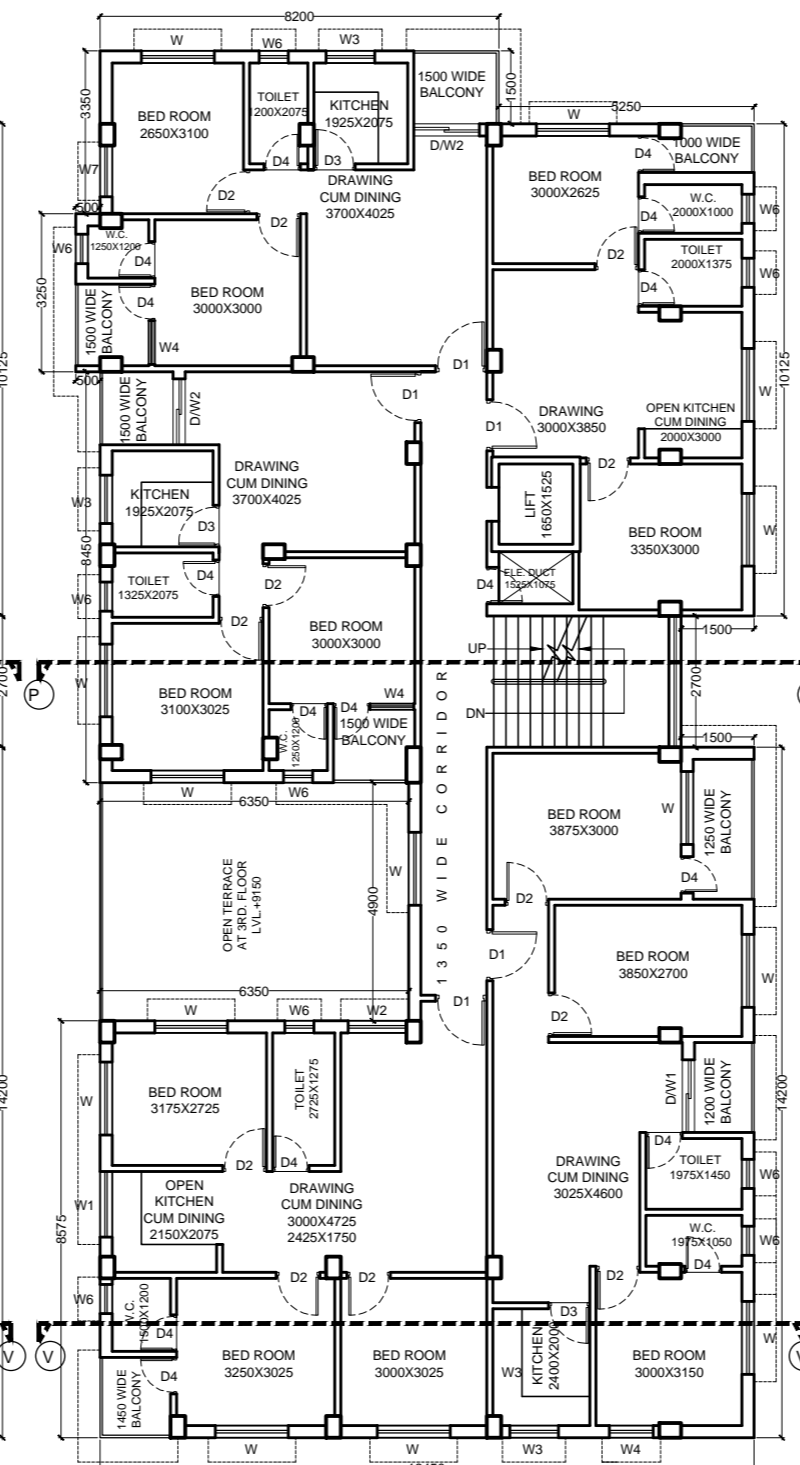 8200
W
W6
W3
1500 WIDE
BALCONY
1500
3350
BED ROOM
2650X3100
TOILET
1200X2075
KITCHEN
1925X2075
D/W2
5250
W
W7
D4
D3
DRAWING
CUM DINING
3700X4025
BED ROOM
3000X2625
D4
1000 WIDE
BALCONY
W.C.
2000X1000
W6
D4
D2
500
D2
W.C.
1250X1200
W6
D4
D2
TOILET
2000X1375
W6
D4
3250
1500 WIDE
BALCONY
D4
BED ROOM
3000X3000
W4
10125
10125
D1
500
D1
1500 WIDE
BALCONY
D/W2
D1
DRAWING
3000X3850
OPEN KITCHEN
CUM DINING
2000X3000
W
DRAWING
CUM DINING
3700X4025
D2
W3
KITCHEN
1925X2075
D3
LIFT
1650X1525
BED ROOM
3350X3000
W
8450
TOILET
1325X2075
D4
W6
D2
D4
ELE. DUCT
1525X1075
D2
BED ROOM
3000X3000
1500
UP
P
2700
W
BED ROOM
3100X3025
W4
2700
DN
D4
D4
1500 WIDE
BALCONY
W.C.
1250X1200
1500
W
W6
6350
1350 WIDE CORRIDOR
BED ROOM
3875X3000
W
1250 WIDE
BALCONY
D4
OPEN TERRACE
AT 3RD. FLOOR
LVL.+9150
W
4900
D2
D1
BED ROOM
3850X2700
W
6350
D1
D2
W
W6
W2
14200
14200
W
BED ROOM
3175X2725
TOILET
2725X1275
D/W1
1200 WIDE
BALCONY
D2
D4
D4
TOILET
1975X1450
W6
W1
OPEN
KITCHEN
CUM DINING
2150X2075
DRAWING
CUM DINING
3000X4725
2425X1750
DRAWING
CUM DINING
3025X4600
8575
W.C.
1975X1050
W6
D4
D2
D2
D2
W6
W.C.
1500X1200
D4
D3
V
V
KITCHEN
2400X2000
W3
W
D4
BED ROOM
3250X3025
BED ROOM
3000X3025
BED ROOM
3000X3150
1450 WIDE
BALCONY
W
W
W3
W4